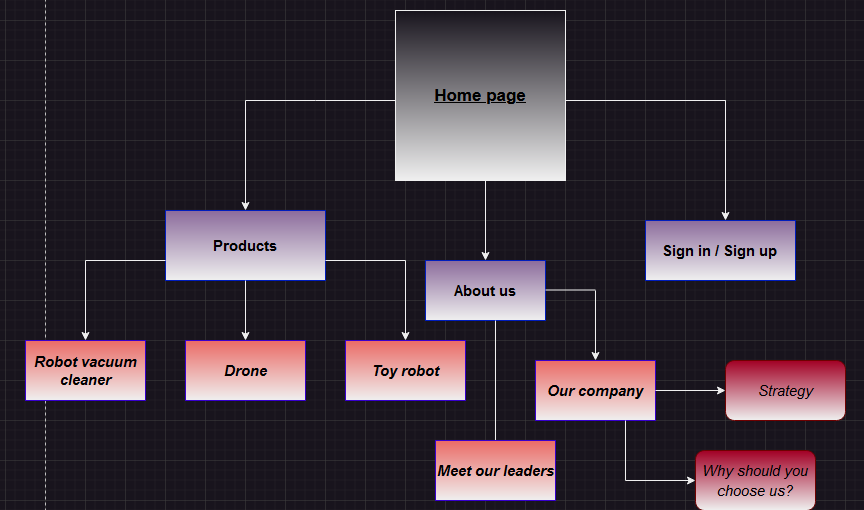 Home page
Products
Sign in / Sign up
About us
Robot vacuum
cleaner
Drone
Toy robot
Our company
Strategy
Meet our leaders
Why should you
choose us?